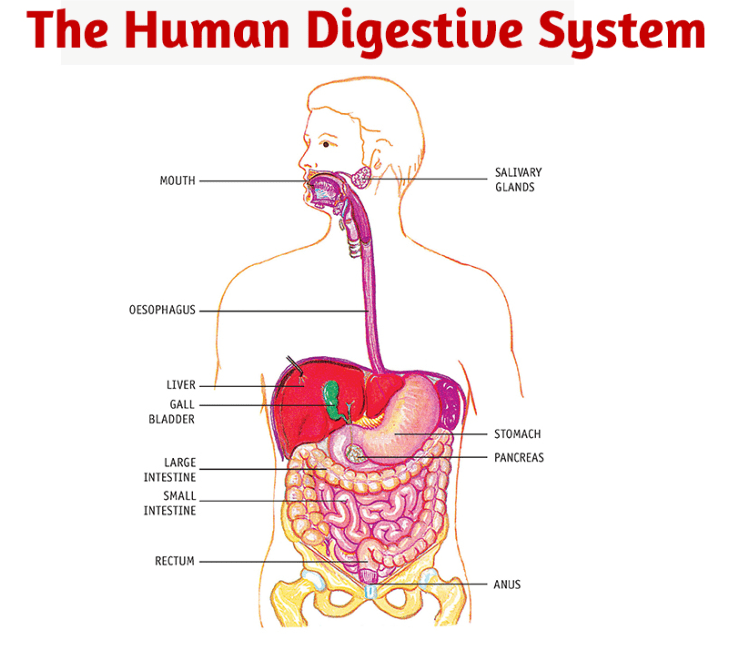 The Human Digestive System
MOUTH
SALIVARY
GLANDS
OESOPHAGUS
LIVER
GALL
BLADDER
STOMACH
PANCREAS
LARGE
INTESTINE
SMALL
INTESTINE
RECTUM
ANUS